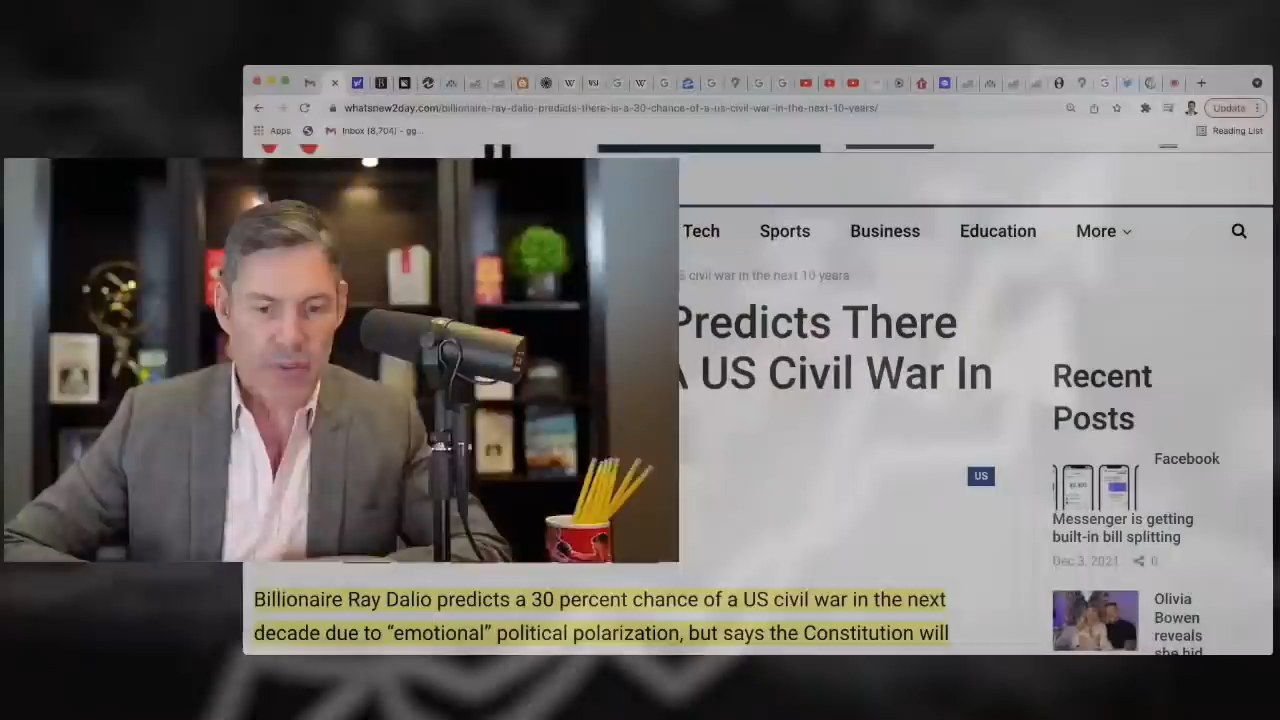 whatsnew2day.com/billionaire-ray-dalio-predicts-there-is-a-30-chance-of-a-us-civil-war-in-the-next-10-years/
Update
Apps
Inbox (8,704) - gg...
Reading List
Tech
Sports
Business
Education
More
S civil war in the next 10 years
Predicts There
A US Civil War In
US
Recent
Posts
Facebook
Messenger is getting
built-in bill splitting
Dec 3, 2021
0
Olivia
Bowen
reveals
she hid
Billionaire Ray Dalio predicts a 30 percent chance of a US civil war in the next
decade due to “emotional” political polarization, but says the Constitution will